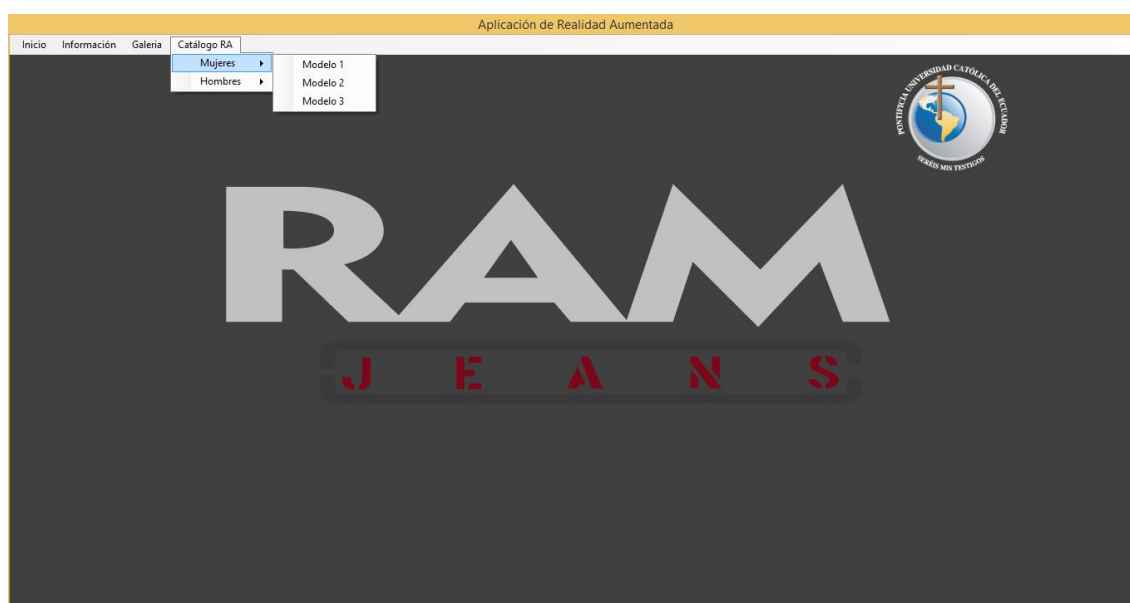 Aplicación de Realidad Aumentada
Inicio Información Galeria Catálogo RA
Mujeres
Hombres
Modelo 1
Modelo 2
Modelo 3
PONTIFICIA UNIVERSIDAD CATÓLICA DEL ECUADOR
SERÉIS MIS TESTIGOS
RAM
JEANS